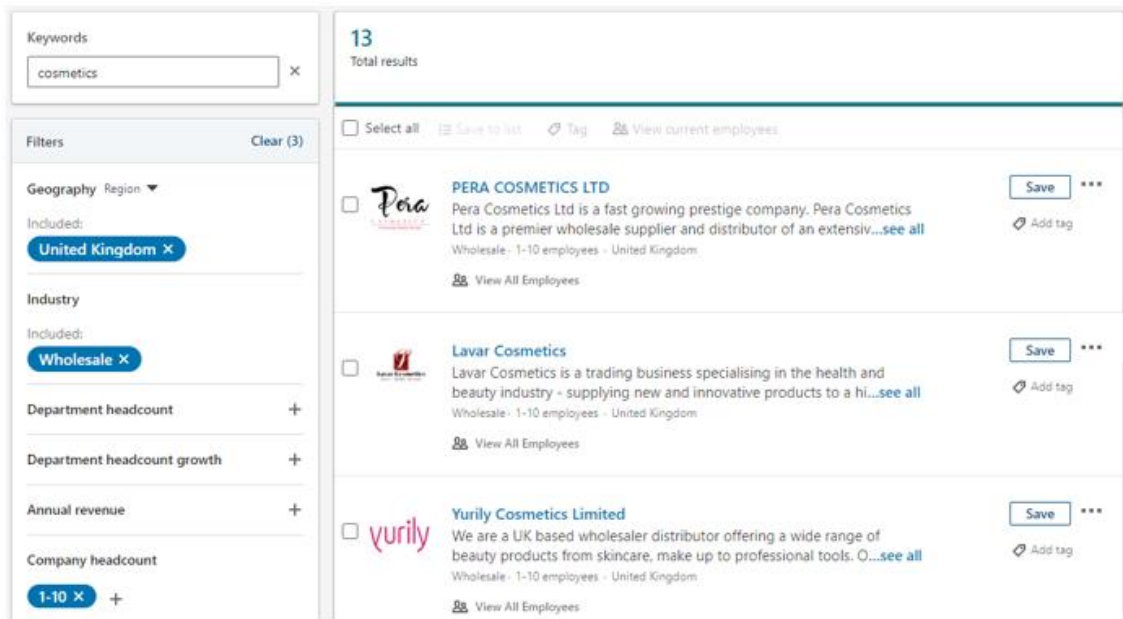 Keywords
cosmetics ×
Filters Clear (3)
Geography Region
Included:
United Kingdom ×
Industry
Included:
Wholesale ×
Department headcount +
Department headcount growth +
Annual revenue +
Company headcount
1-10 × +
13
Total results
Select all Save to list Tag View current employees
Pera
PERA COSMETICS LTD
Pera Cosmetics Ltd is a fast growing prestige company. Pera Cosmetics
Ltd is a premier wholesale supplier and distributor of an extensiv...see all
Wholesale · 1-10 employees · United Kingdom
View All Employees
Save
Add tag
Lavar Cosmetics
Lavar Cosmetics
Lavar Cosmetics is a trading business specialising in the health and
beauty industry - supplying new and innovative products to a hi...see all
Wholesale · 1-10 employees · United Kingdom
View All Employees
Save
Add tag
yurily
Yurily Cosmetics Limited
We are a UK based wholesaler distributor offering a wide range of
beauty products from skincare, make up to professional tools. O...see all
Wholesale · 1-10 employees · United Kingdom
View All Employees
Save
Add tag